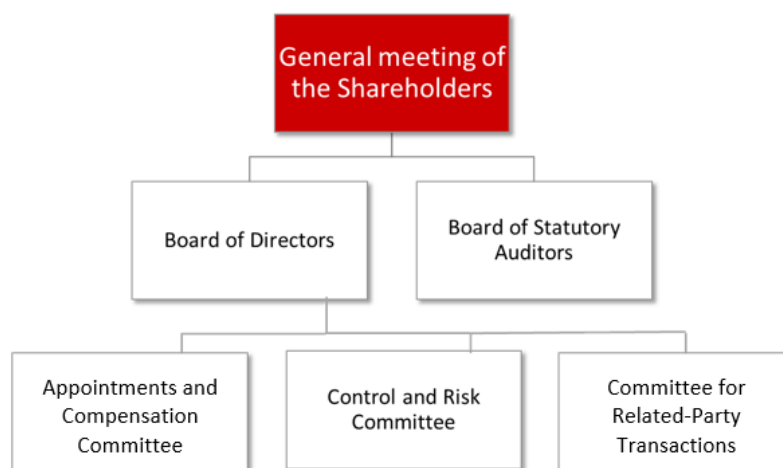 General meeting of
the Shareholders
Board of Directors
Board of Statutory
Auditors
Appointments and
Compensation
Committee
Control and Risk
Committee
Committee for
Related-Party
Transactions